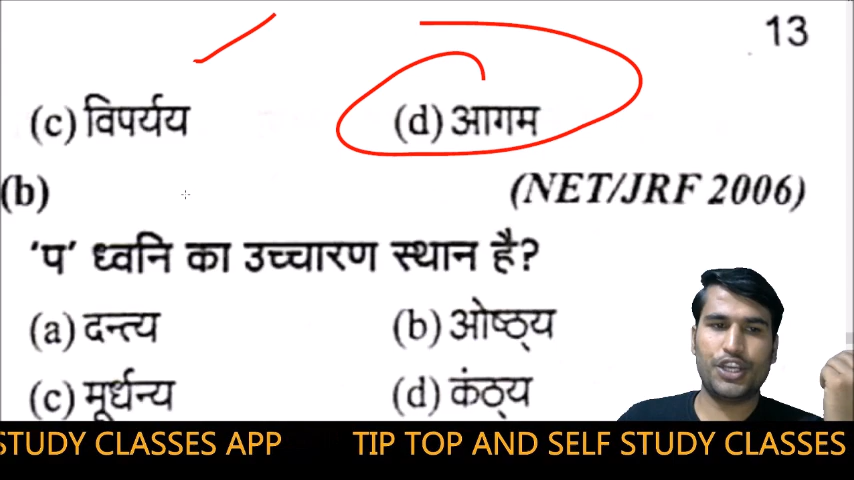 13
(c) विपर्यय (d) आगम
(b) (NET/JRF 2006)
‘प’ ध्वनि का उच्चारण स्थान है?
(a) दन्त्य (b) ओष्ठ्य
(c) मूर्धन्य (d) कंठ्य
STUDY CLASSES APP TIP TOP AND SELF STUDY CLASSES